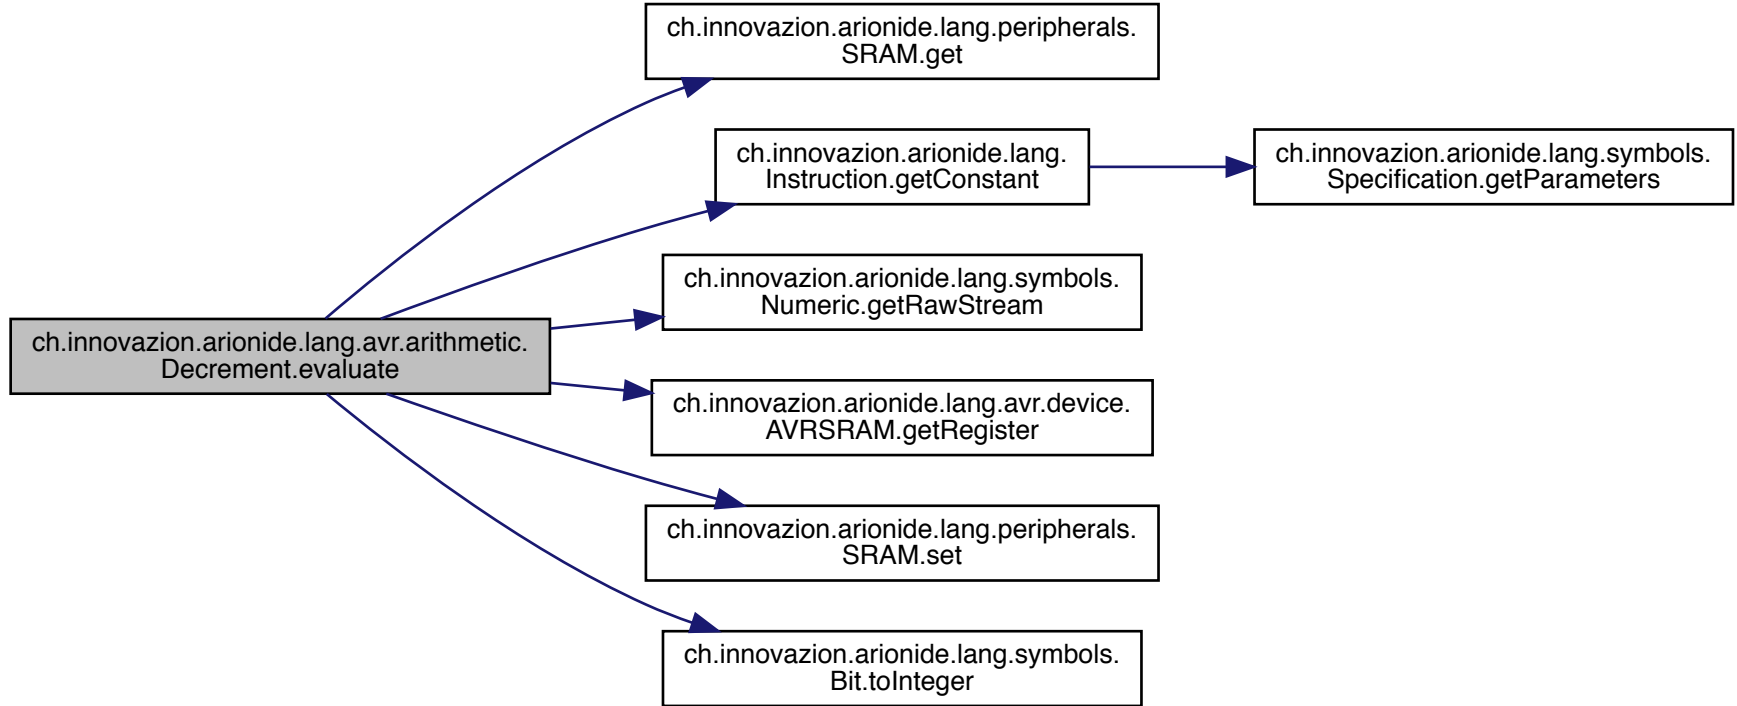 ch.innovazion.arionide.lang.peripherals.
SRAM.get
ch.innovazion.arionide.lang.
Instruction.getConstant
ch.innovazion.arionide.lang.symbols.
Specification.getParameters
ch.innovazion.arionide.lang.symbols.
Numeric.getRawStream
ch.innovazion.arionide.lang.avr.arithmetic.
Decrement.evaluate
ch.innovazion.arionide.lang.avr.device.
AVRSRAM.getRegister
ch.innovazion.arionide.lang.peripherals.
SRAM.set
ch.innovazion.arionide.lang.symbols.
Bit.toInteger